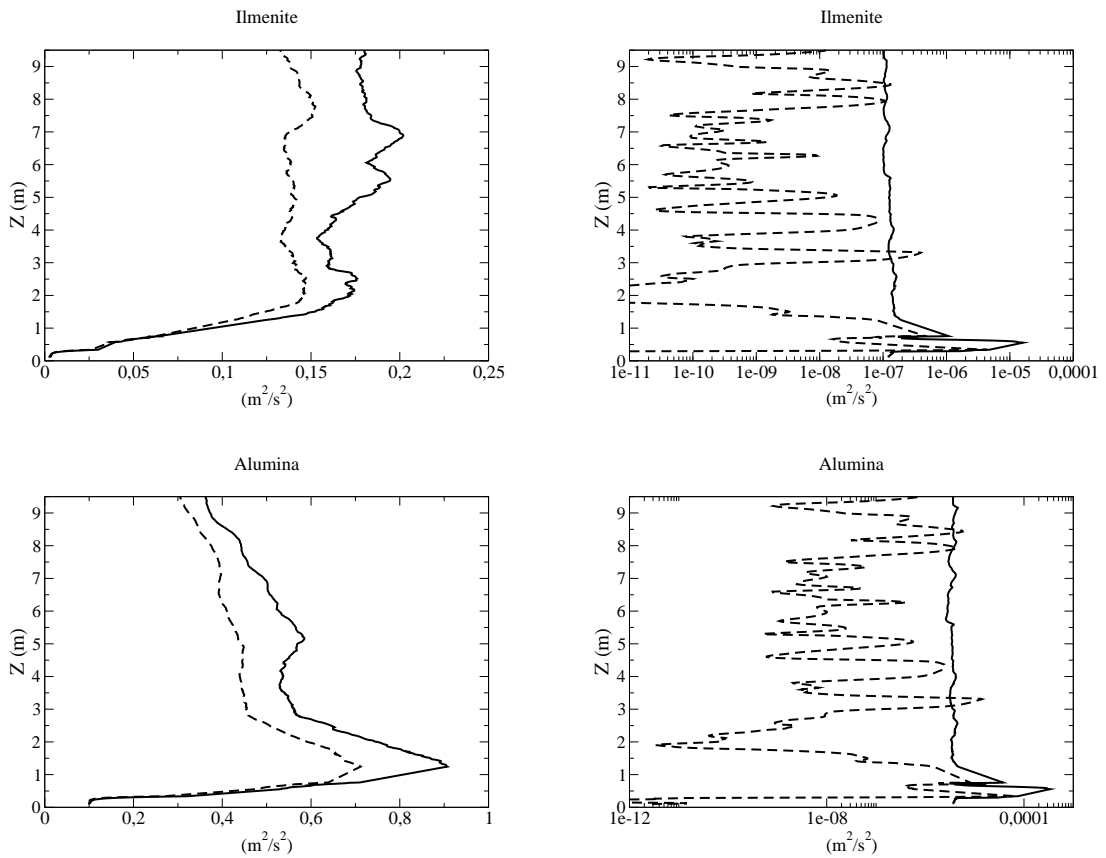 Ilmenite
9
8
7
6
5
4
3
2
1
0
Z (m)
0 0,05 0,1 0,15 0,2 0,25
(m²/s²)
Ilmenite
9
8
7
6
5
4
3
2
1
0
Z (m)
1e-11 1e-10 1e-09 1e-08 1e-07 1e-06 1e-05 0,0001
(m²/s²)
Alumina
9
8
7
6
5
4
3
2
1
0
Z (m)
0 0,2 0,4 0,6 0,8 1
(m²/s²)
Alumina
9
8
7
6
5
4
3
2
1
0
Z (m)
1e-12 1e-08 0,0001
(m²/s²)